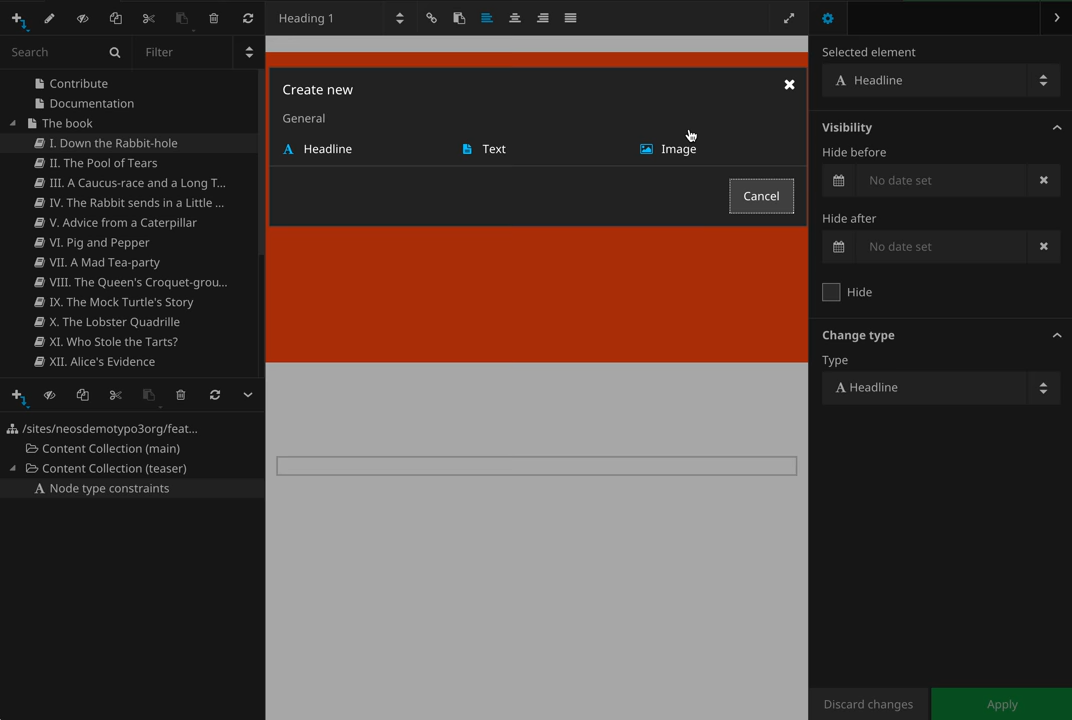 Heading 1
Search
Filter
Contribute
Documentation
The book
I. Down the Rabbit-hole
II. The Pool of Tears
III. A Caucus-race and a Long T...
IV. The Rabbit sends in a Little ...
V. Advice from a Caterpillar
VI. Pig and Pepper
VII. A Mad Tea-party
VIII. The Queen's Croquet-grou...
IX. The Mock Turtle's Story
X. The Lobster Quadrille
XI. Who Stole the Tarts?
XII. Alice's Evidence
/sites/neosdemotypo3org/feat...
Content Collection (main)
Content Collection (teaser)
Node type constraints
Create new
General
Headline
Text
Image
Cancel
Selected element
Headline
Visibility
Hide before
No date set
Hide after
No date set
Hide
Change type
Type
Headline
Discard changes
Apply